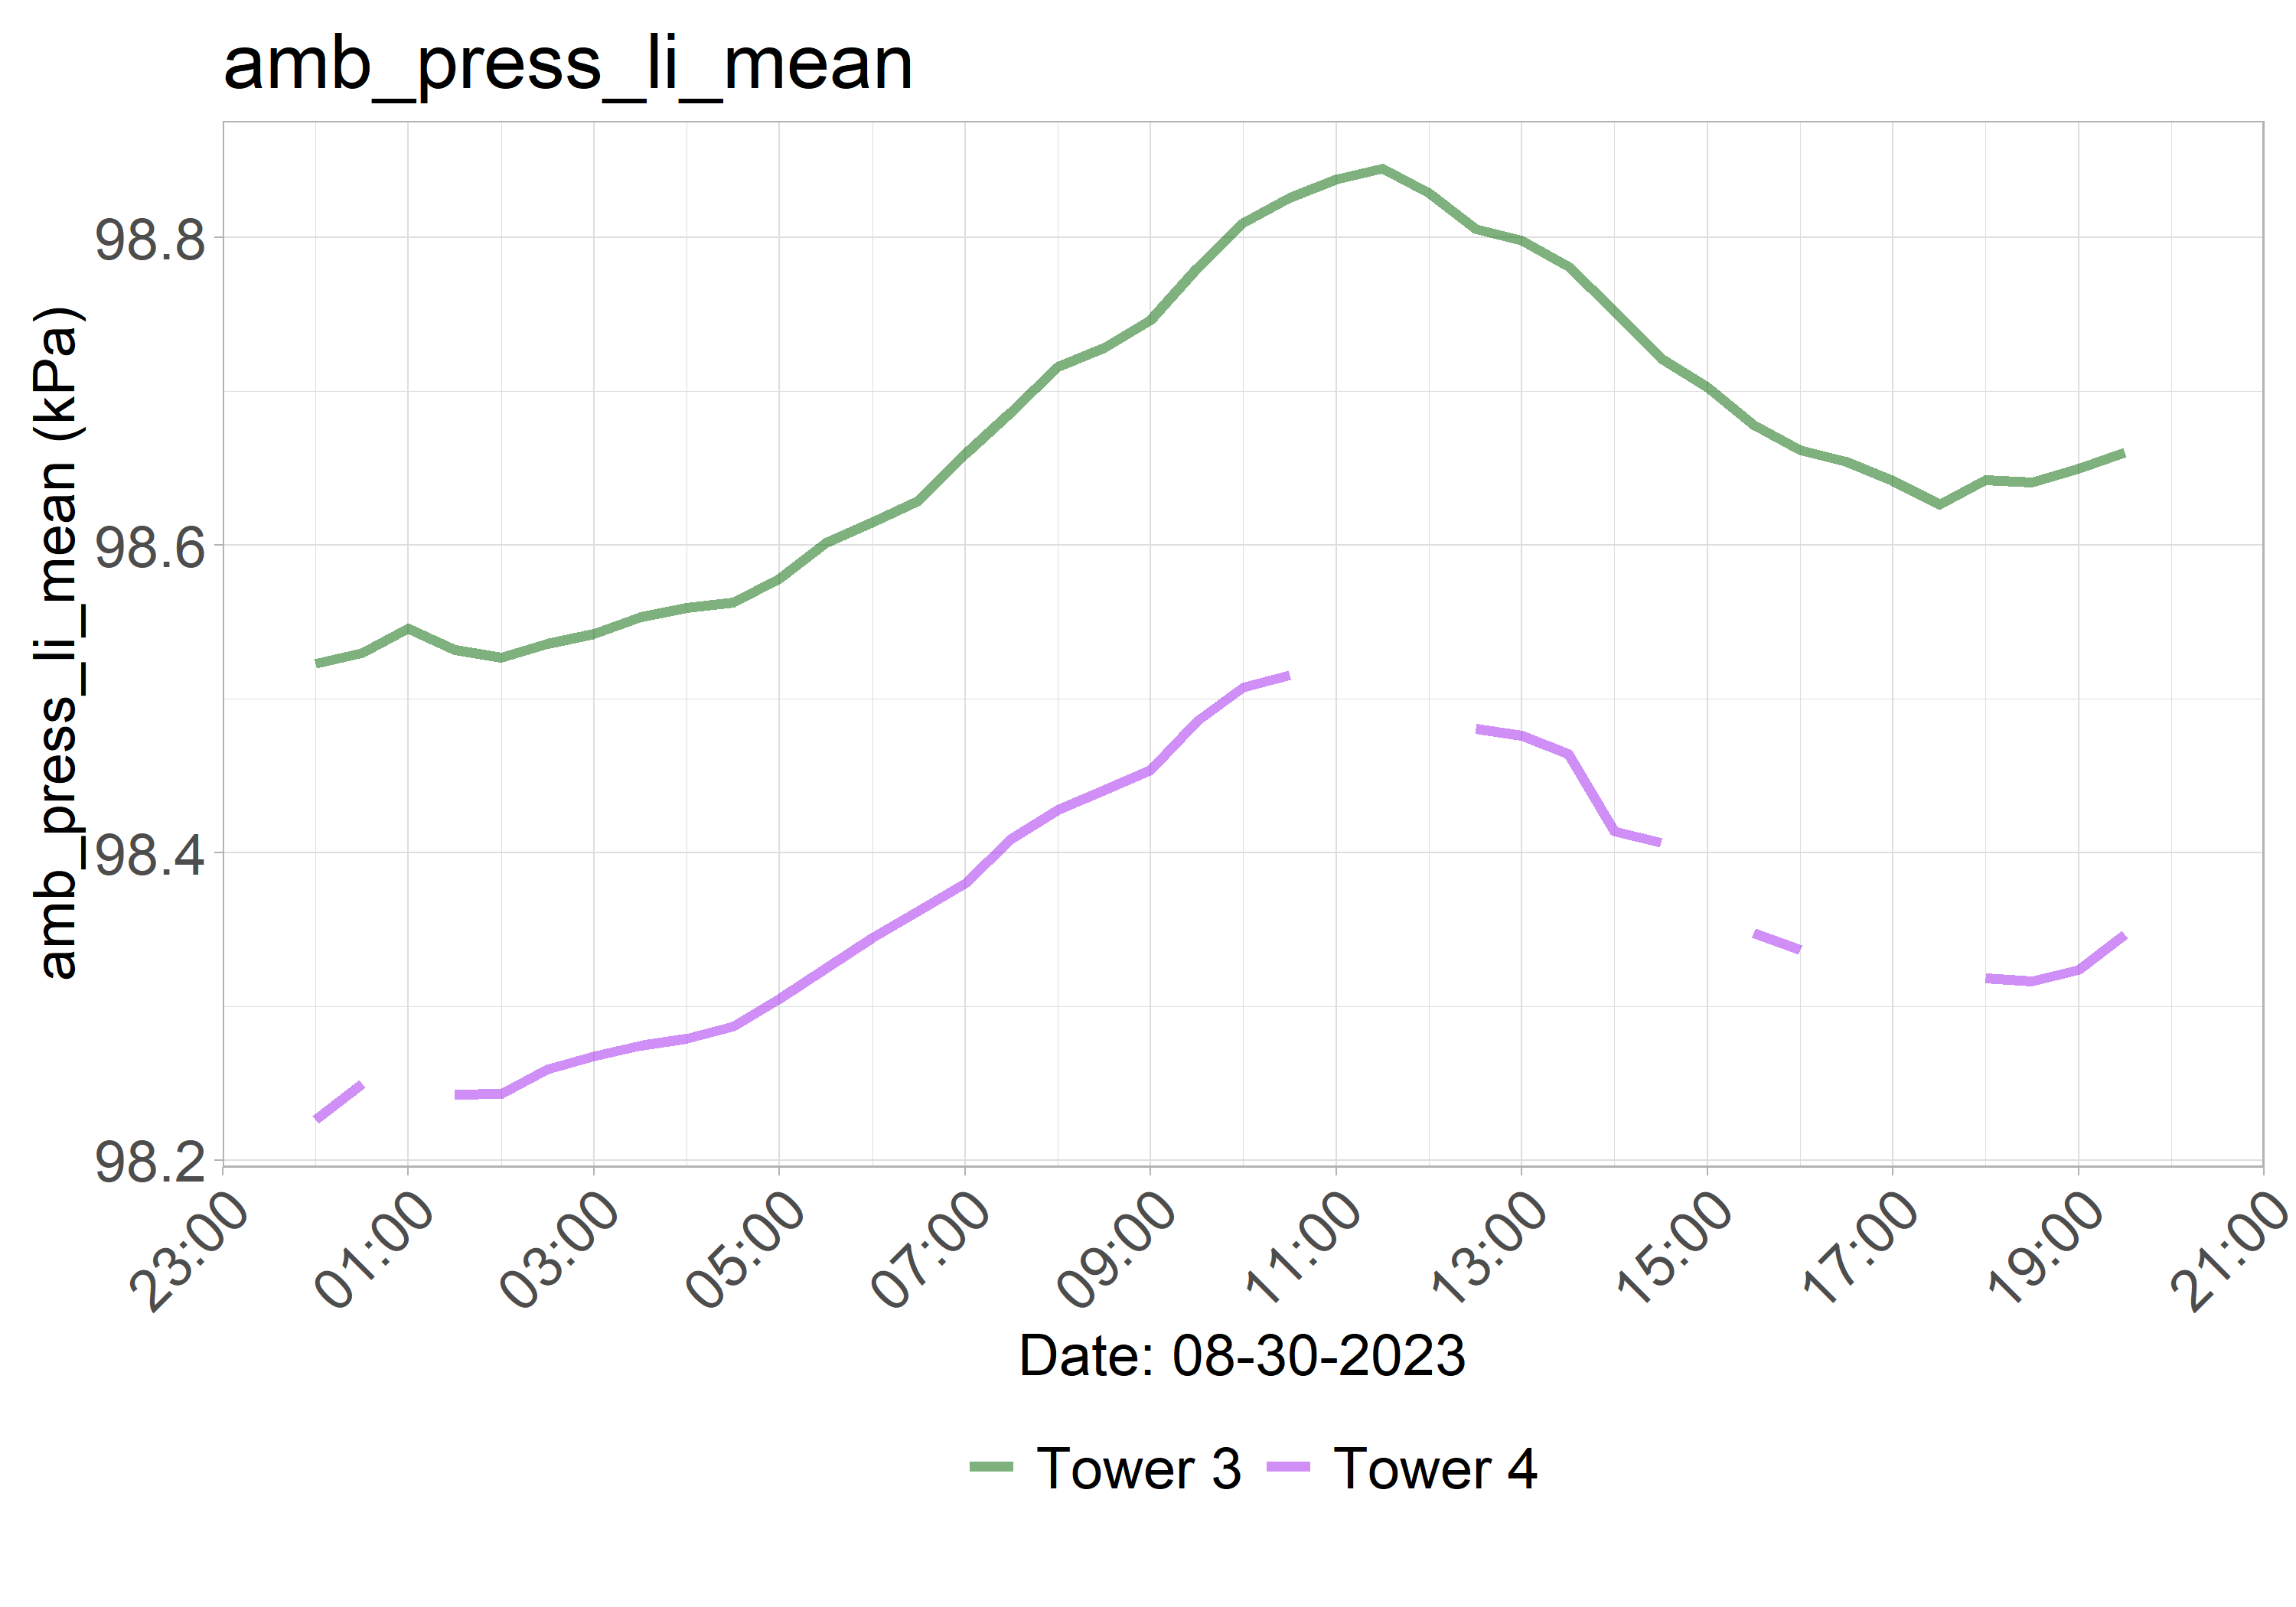 amb_press_li_mean
amb_press_li_mean (kPa)
98.8
98.6
98.4
98.2
23:00 01:00 03:00 05:00 07:00 09:00 11:00 13:00 15:00 17:00 19:00 21:00
Date: 08-30-2023
Tower 3 Tower 4